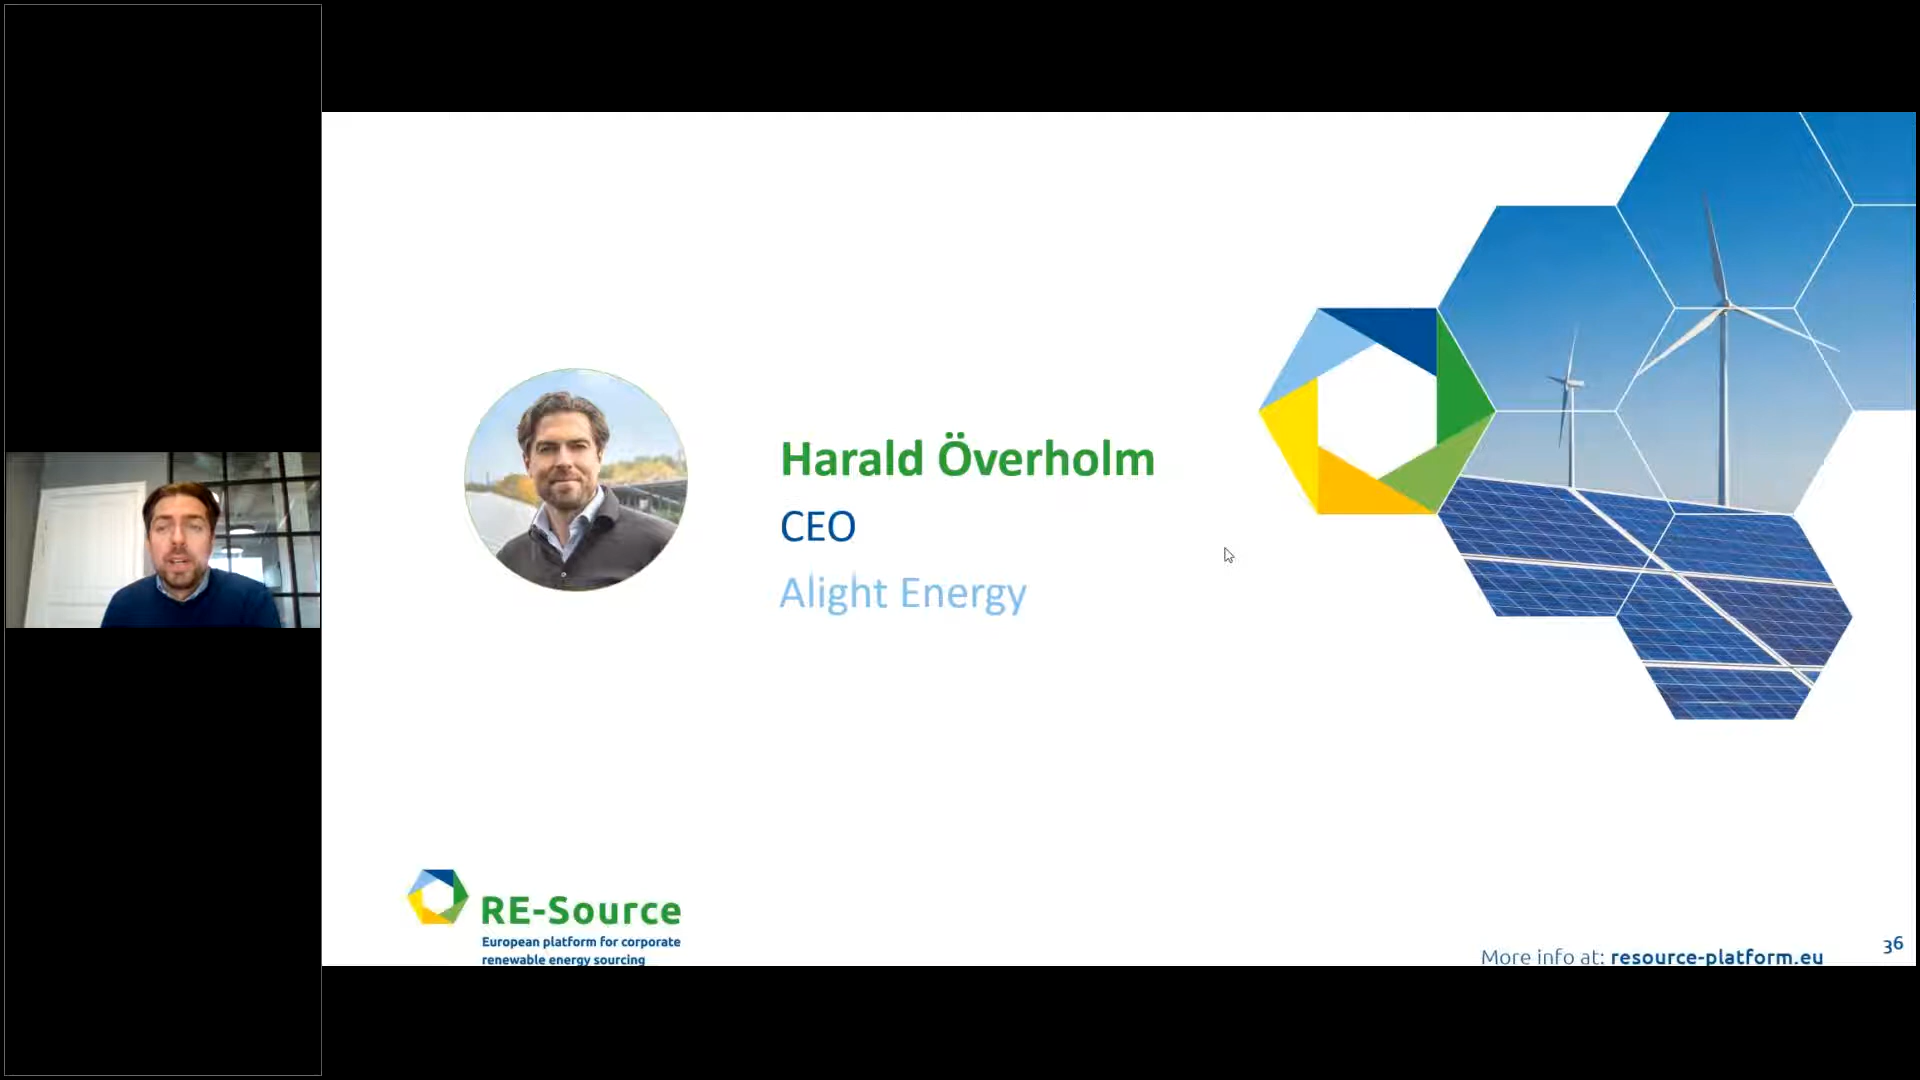 Harald Överholm
CEO
Alight Energy
RE-Source
European platform for corporate
renewable energy sourcing
More info at: resource-platform.eu
36